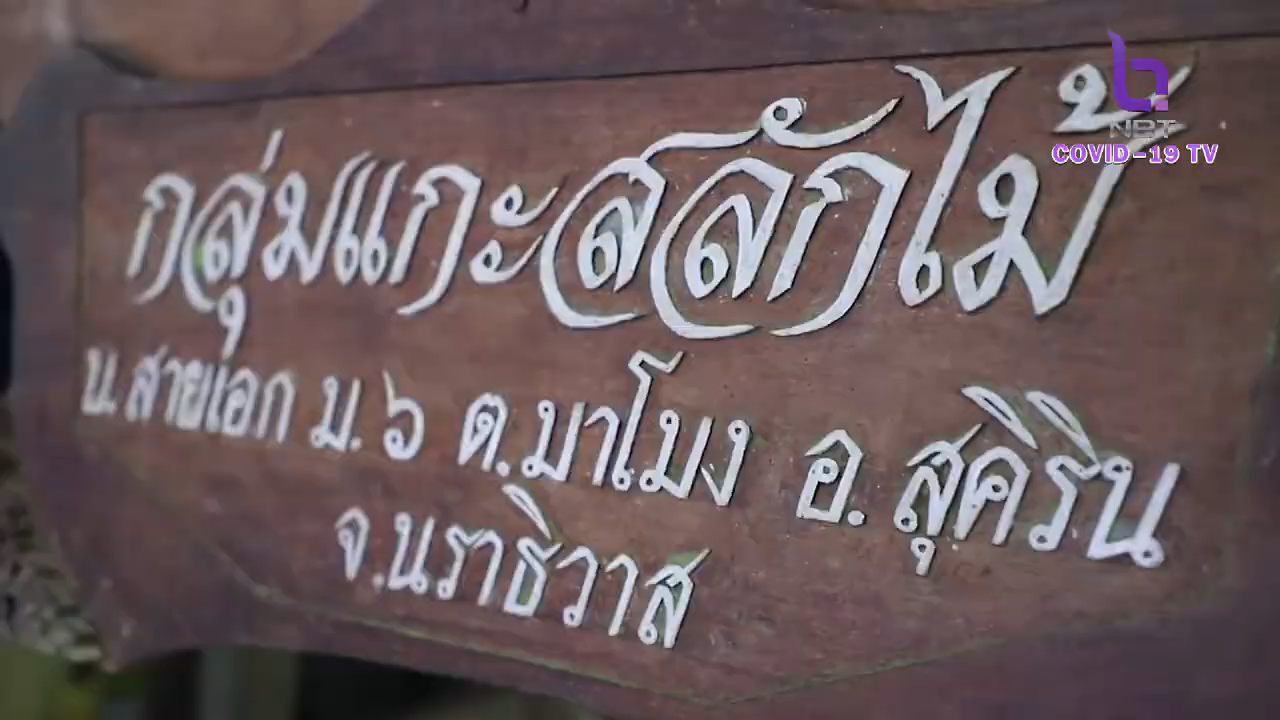 NBT
COVID-19 TV
กลุ่มแกะสลักไม้
บ.สายเอก ม.๖ ต.มาโมง อ.สุคิริน
จ.นราธิวาส